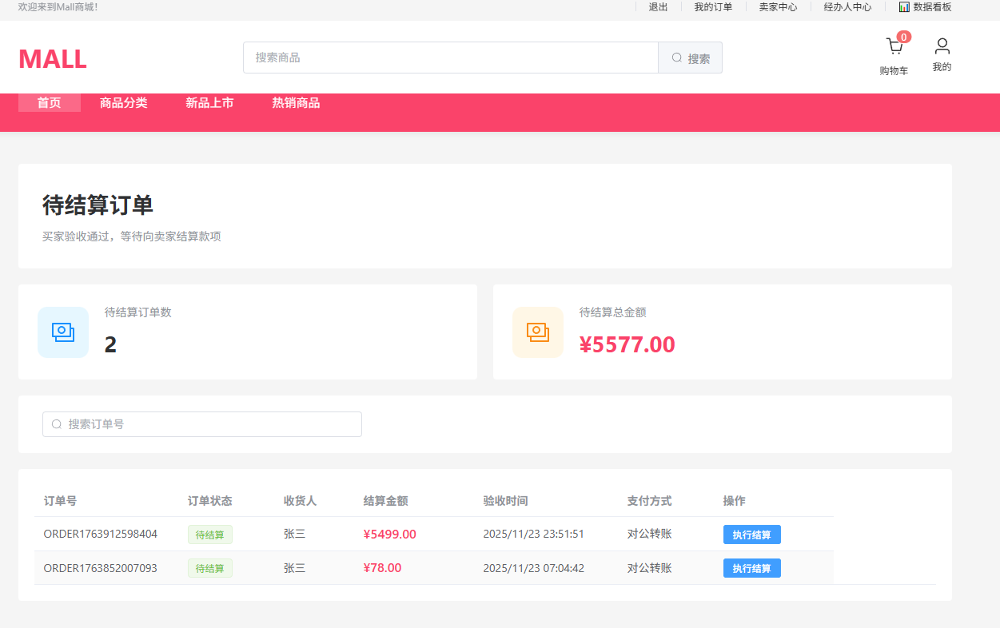 欢迎来到Mall商城！
退出 我的订单 卖家中心 经办人中心 📊 数据看板
MALL
搜索商品 搜索
0
购物车 我的
首页 商品分类 新品上市 热销商品
待结算订单
买家验收通过，等待向卖家结算款项
待结算订单数
2
待结算总金额
¥5577.00
搜索订单号
订单号 订单状态 收货人 结算金额 验收时间 支付方式 操作
ORDER1763912598404 待结算 张三 ¥5499.00 2025/11/23 23:51:51 对公转账 执行结算
ORDER1763852007093 待结算 张三 ¥78.00 2025/11/23 07:04:42 对公转账 执行结算